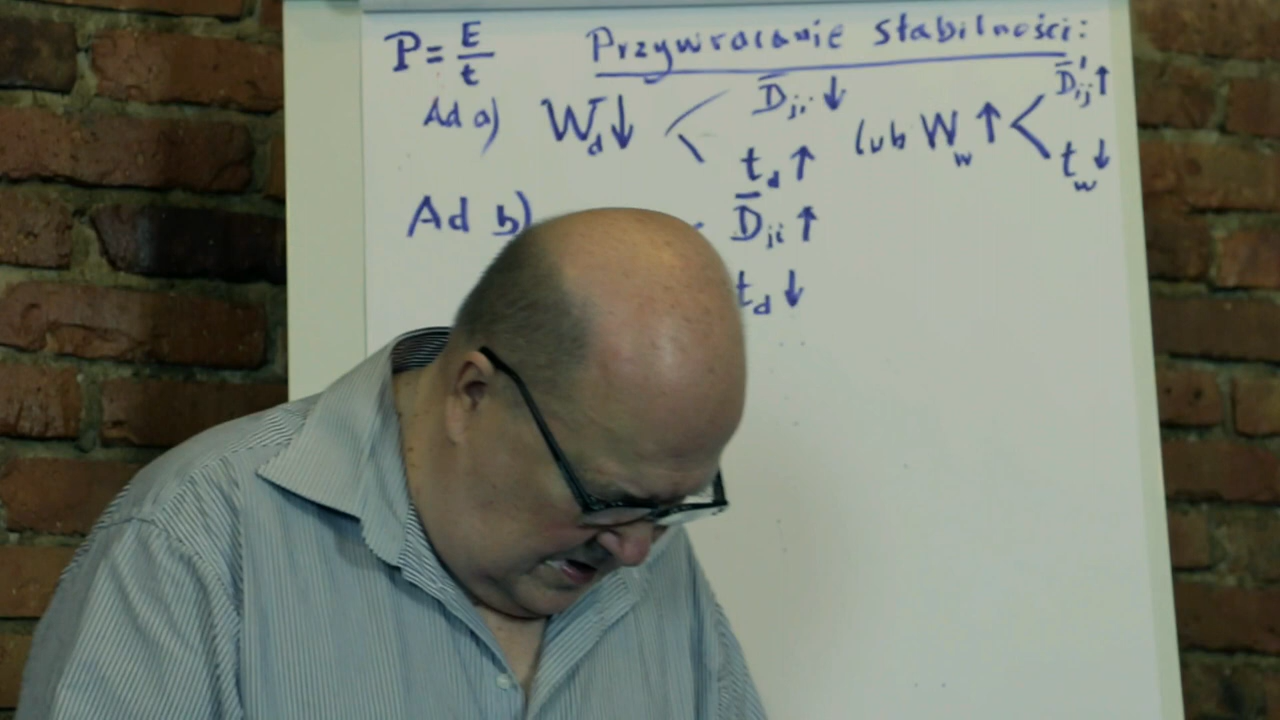 P = E/t Przywracanie stabilności:
Ad a) W_d ↓ < D̅_ji ↓ lub W_w ↑ < D̅_ij' ↑
t_d ↑ t_w ↓
Ad b) D̅_ji ↑
t_d ↓